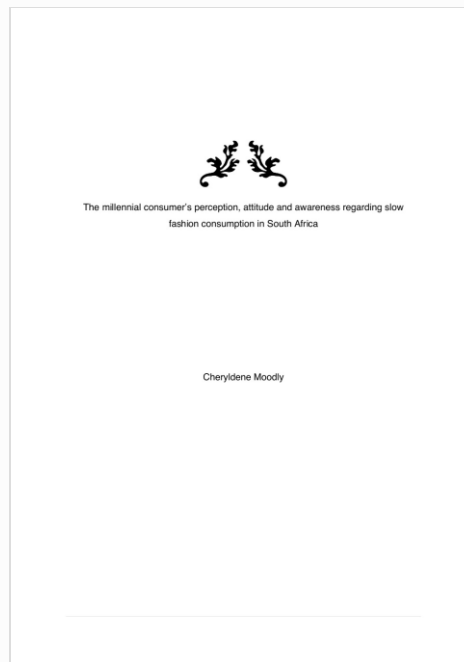 The millennial consumer's perception, attitude and awareness regarding slow
fashion consumption in South Africa
Cheryldene Moodly